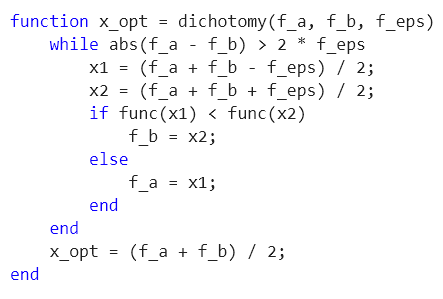 function x_opt = dichotomy(f_a, f_b, f_eps)
    while abs(f_a - f_b) > 2 * f_eps
        x1 = (f_a + f_b - f_eps) / 2;
        x2 = (f_a + f_b + f_eps) / 2;
        if func(x1) < func(x2)
            f_b = x2;
        else
            f_a = x1;
        end
    end
    x_opt = (f_a + f_b) / 2;
end